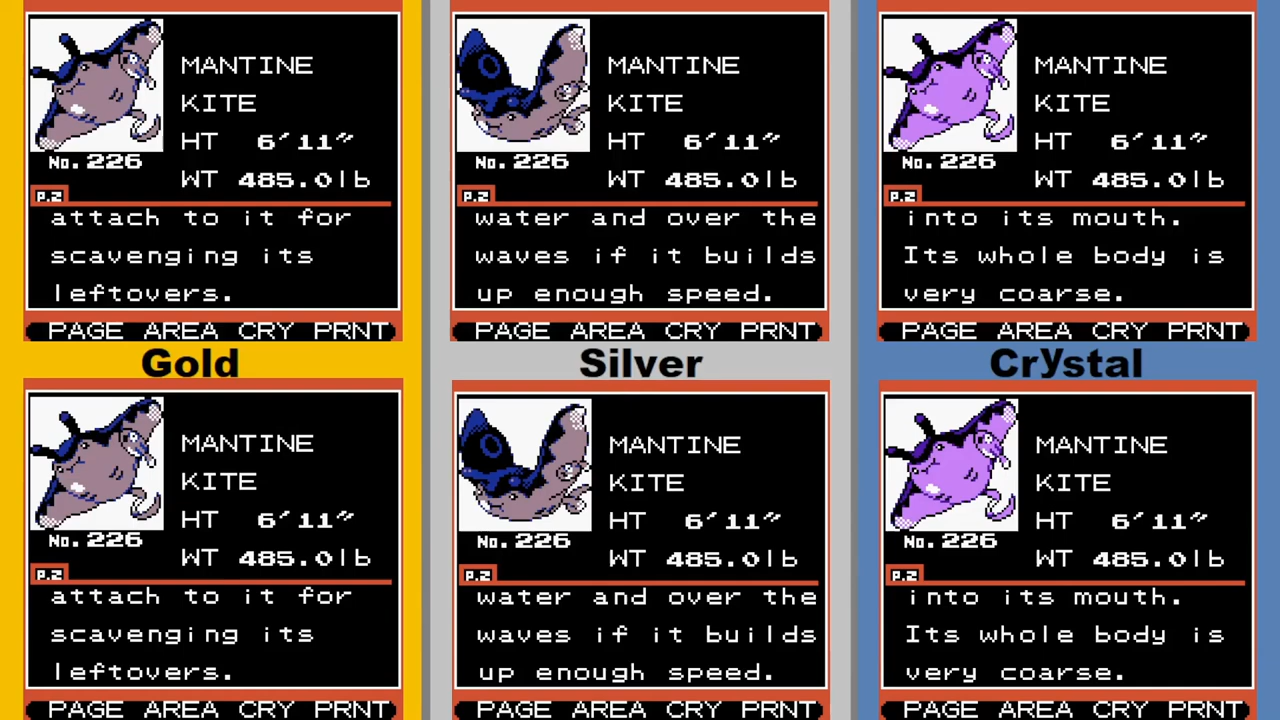 MANTINE
KITE
HT 6′11″
No.226
WT 485.0lb
P.2
attach to it for
scavenging its
leftovers.
PAGE AREA CRY PRNT
MANTINE
KITE
HT 6′11″
No.226
WT 485.0lb
P.2
water and over the
waves if it builds
up enough speed.
PAGE AREA CRY PRNT
MANTINE
KITE
HT 6′11″
No.226
WT 485.0lb
P.2
into its mouth.
Its whole body is
very coarse.
PAGE AREA CRY PRNT
Gold
Silver
Crystal
MANTINE
KITE
HT 6′11″
No.226
WT 485.0lb
P.2
attach to it for
scavenging its
leftovers.
PAGE AREA CRY PRNT
MANTINE
KITE
HT 6′11″
No.226
WT 485.0lb
P.2
water and over the
waves if it builds
up enough speed.
PAGE AREA CRY PRNT
MANTINE
KITE
HT 6′11″
No.226
WT 485.0lb
P.2
into its mouth.
Its whole body is
very coarse.
PAGE AREA CRY PRNT